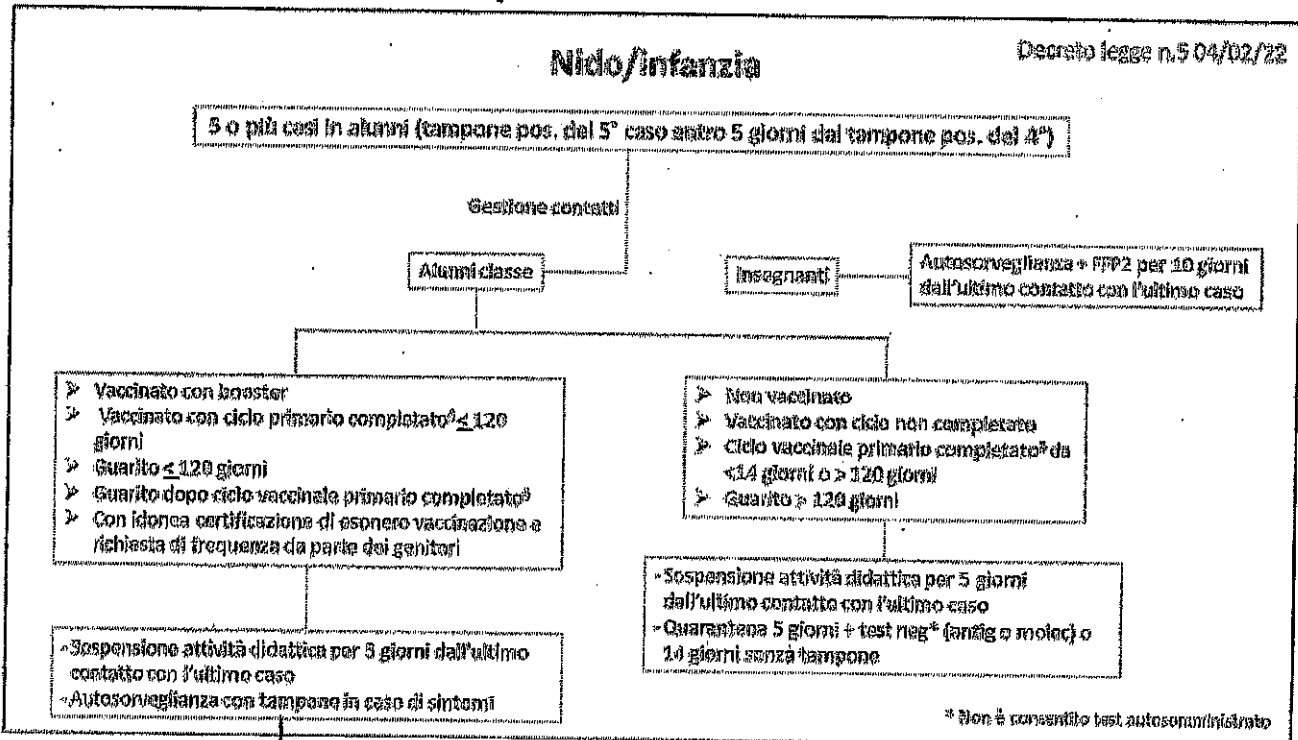 Nido/infanzia
Decreto legge n.5 04/02/22
5 o più casi in alunni (tampone pos. del 5° caso entro 5 giorni dal tampone pos. del 4°)
Gestione contatti
Alunni classe
Insegnanti
Autosorveglianza + FFP2 per 10 giorni
dall'ultimo contatto con l'ultimo caso
➢ Vaccinato con booster
➢ Vaccinato con ciclo primario completato§ ≤ 120
giorni
➢ Guarito ≤ 120 giorni
➢ Guarito dopo ciclo vaccinale primario completato§
➢ Con idonea certificazione di esonero vaccinazione e
richiesta di frequenza da parte dei genitori
➢ Non vaccinato
➢ Vaccinato con ciclo non completato
➢ Ciclo vaccinale primario completato§ da
<14 giorni o > 120 giorni
➢ Guarito > 120 giorni
-Sospensione attività didattica per 5 giorni dall'ultimo
contatto con l'ultimo caso
-Autosorveglianza con tampone in caso di sintomi
-Sospensione attività didattica per 5 giorni
dall'ultimo contatto con l'ultimo caso
-Quarantena 5 giorni + test neg* (antig o molec) o
14 giorni senza tampone
* Non è consentito test autosomministrato